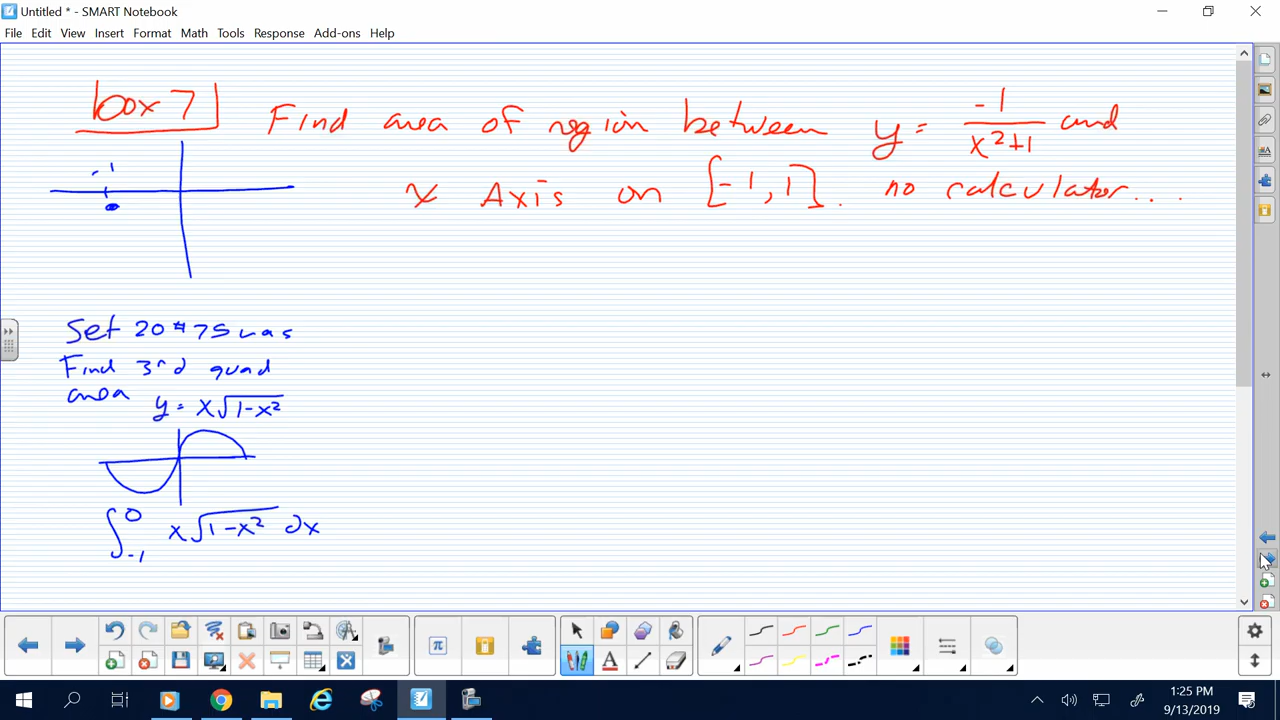 Untitled * - SMART Notebook
File Edit View Insert Format Math Tools Response Add-ons Help
box 7 Find area of region between y = -1/(x²+1) and
x Axis on [-1, 1]. no calculator...
-1
Set 20 # 75 was
Find 3rd quad
area y = x√(1-x²)
∫₋₁⁰ x√(1-x²) dx
1:25 PM
9/13/2019